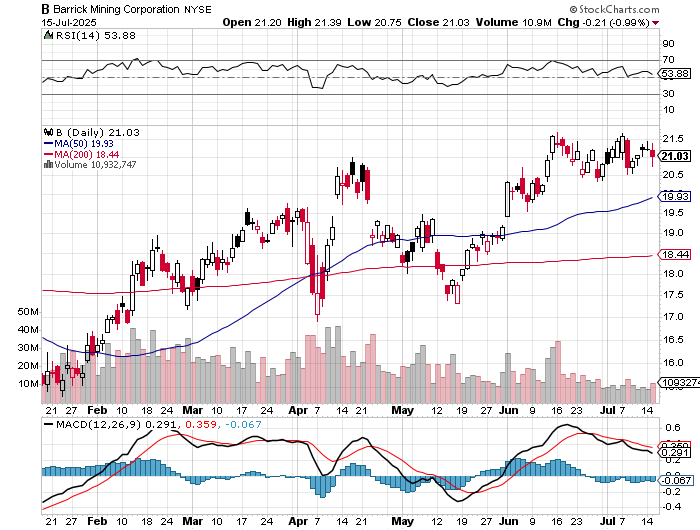 B Barrick Mining Corporation NYSE © StockCharts.com
15-Jul-2025 Open 21.20 High 21.39 Low 20.75 Close 21.03 Volume 10.9M Chg -0.21 (-0.99%)
RSI(14) 53.88
90
70
53.88
30
10
B (Daily) 21.03
MA(50) 19.93
MA(200) 18.44
Volume 10,932,747
21.5
21.03
20.5
19.93
19.5
19.0
18.44
18.0
17.5
17.0
16.5
16.0
50M
40M
30M
20M
10M
1093274
21 27 Feb 10 18 24 Mar 10 17 24 Apr 7 14 21 May 12 19 27 Jun 9 16 23 Jul 7 14
MACD(12,26,9) 0.291, 0.359, -0.067
0.6
0.291
0.2
-0.067
-0.2
-0.4
21 27 Feb 10 18 24 Mar 10 17 24 Apr 7 14 21 May 12 19 27 Jun 9 16 23 Jul 7 14